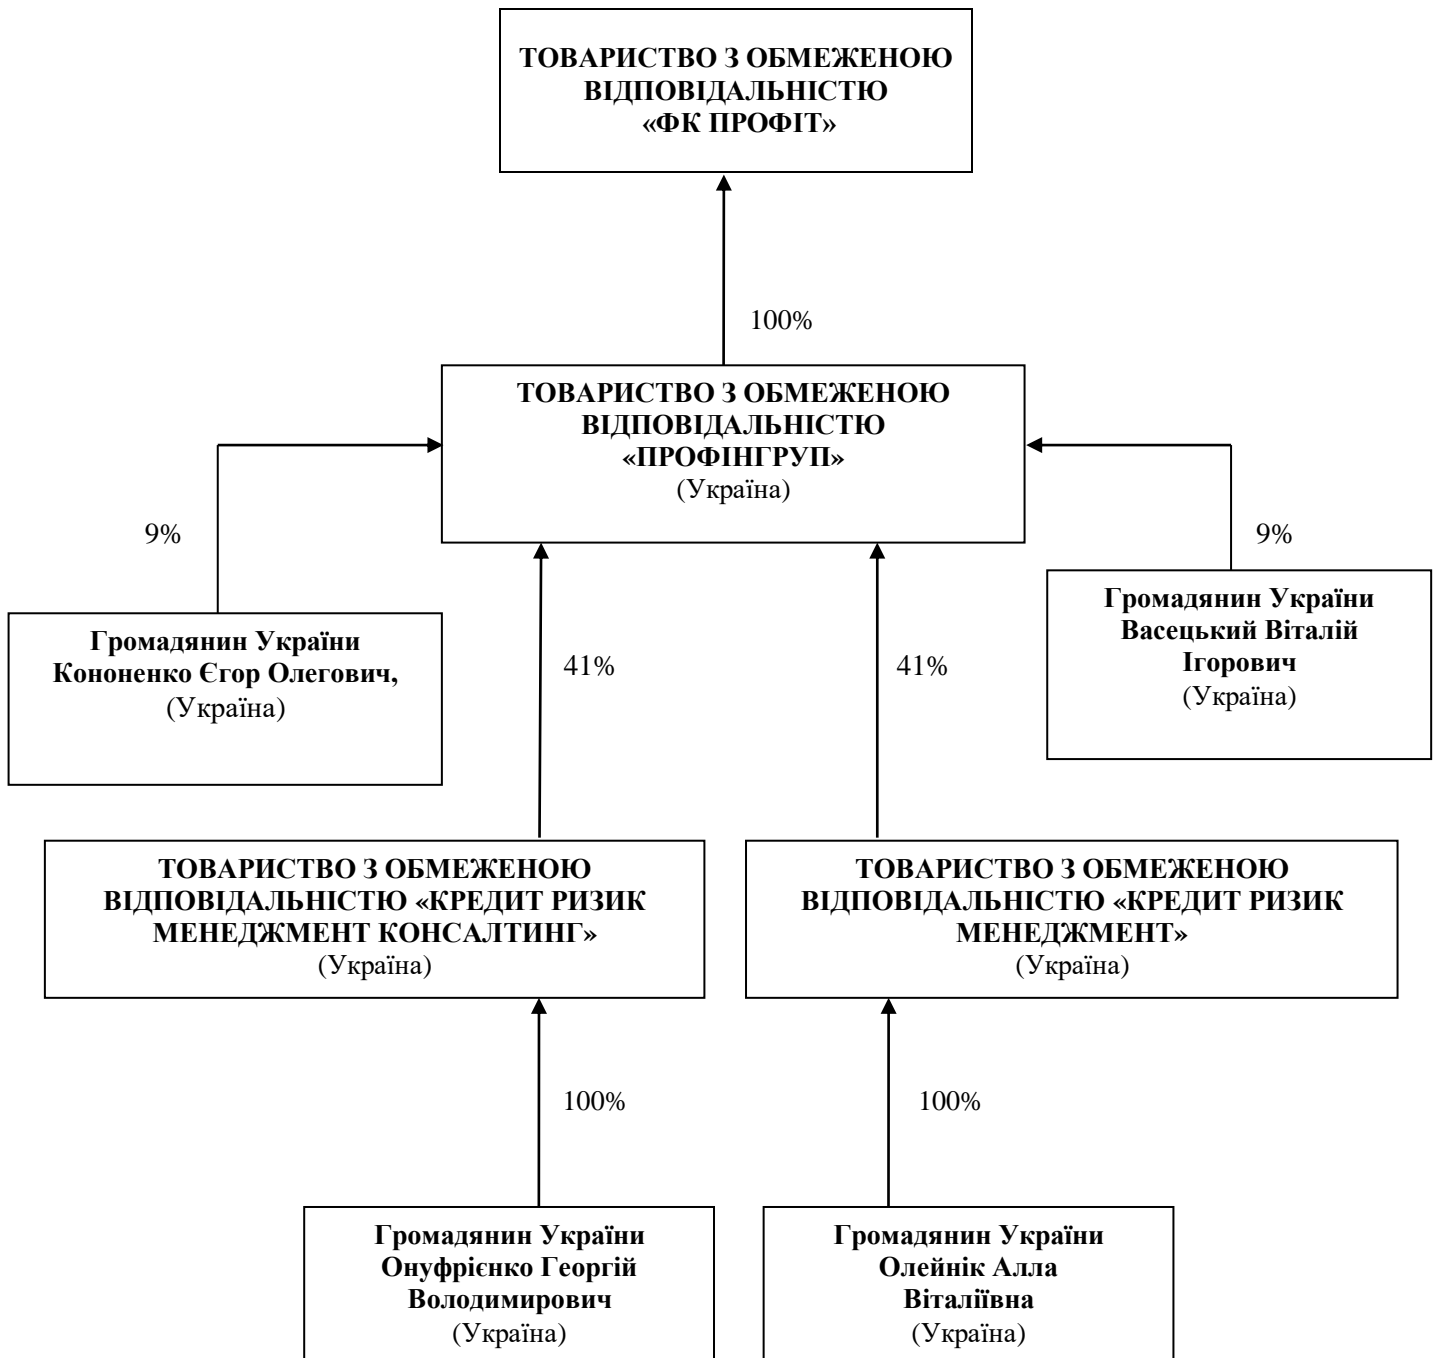 ТОВАРИСТВО З ОБМЕЖЕНОЮ
ВІДПОВІДАЛЬНІСТЮ
«ФК ПРОФІТ»
100%
ТОВАРИСТВО З ОБМЕЖЕНОЮ
ВІДПОВІДАЛЬНІСТЮ
«ПРОФІНГРУП»
(Україна)
9%
9%
Громадянин України
Кононенко Єгор Олегович,
(Україна)
41%
41%
Громадянин України
Васецький Віталій
Ігорович
(Україна)
ТОВАРИСТВО З ОБМЕЖЕНОЮ
ВІДПОВІДАЛЬНІСТЮ «КРЕДИТ РИЗИК
МЕНЕДЖМЕНТ КОНСАЛТИНГ»
(Україна)
ТОВАРИСТВО З ОБМЕЖЕНОЮ
ВІДПОВІДАЛЬНІСТЮ «КРЕДИТ РИЗИК
МЕНЕДЖМЕНТ»
(Україна)
100%
100%
Громадянин України
Онуфрієнко Георгій
Володимирович
(Україна)
Громадянин України
Олейнік Алла
Віталіївна
(Україна)